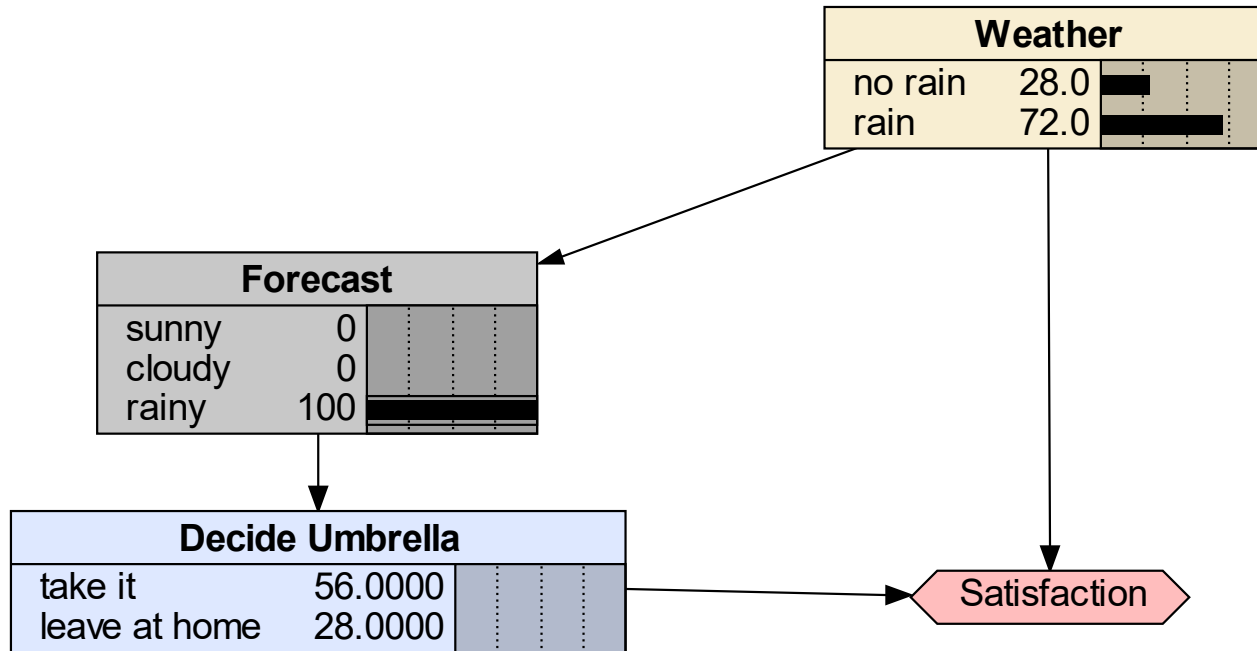 Weather
no rain 28.0
rain 72.0
Forecast
sunny 0
cloudy 0
rainy 100
Decide Umbrella
take it 56.0000
leave at home 28.0000
Satisfaction